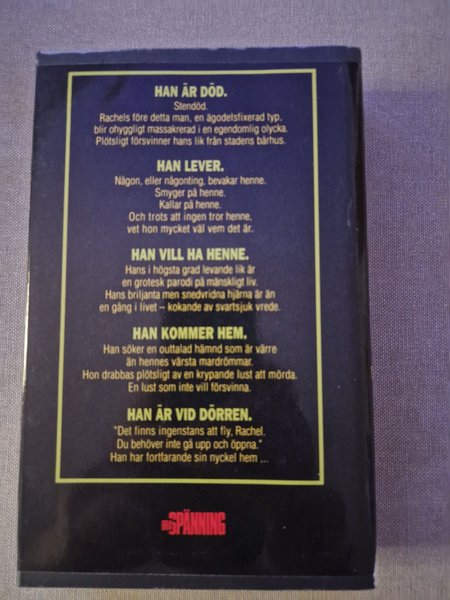 HAN ÄR DÖD.
Stendöd.
Rachels före detta man, en ägodelsfixerad typ,
blir ohyggligt massakrerad i en egendomlig olycka.
Plötsligt försvinner hans lik från stadens bårhus.
HAN LEVER.
Någon, eller någonting, bevakar henne.
Smyger på henne.
Kallar på henne.
Och trots att ingen tror henne,
vet hon mycket väl vem det är.
HAN VILL HA HENNE.
Hans i högsta grad levande lik är
en grotesk parodi på mänskligt liv.
Hans briljanta men snedvridna hjärna är än
en gång i livet – kokande av svartsjuk vrede.
HAN KOMMER HEM.
Han söker en outtalad hämnd som är värre
än hennes värsta mardrömmar.
Hon drabbas plötsligt av en krypande lust att mörda.
En lust som inte vill försvinna.
HAN ÄR VID DÖRREN.
"Det finns ingenstans att fly, Rachel.
Du behöver inte gå upp och öppna."
Han har fortfarande sin nyckel hem ...
SPÄNNING